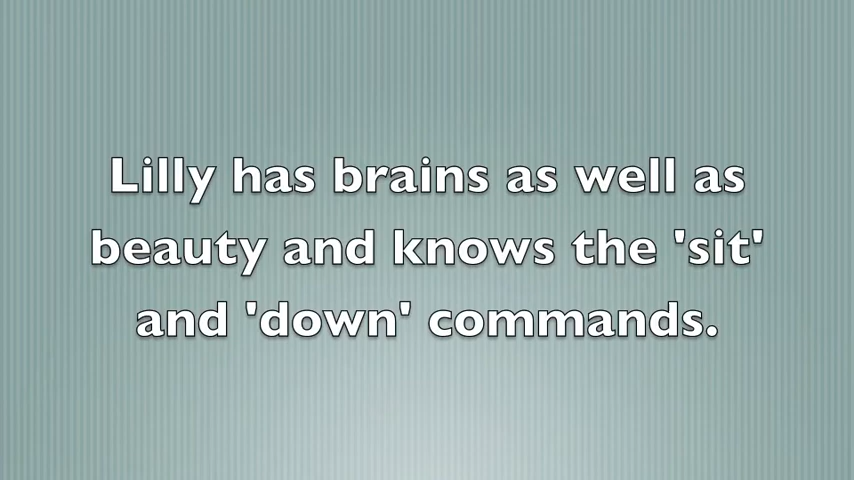 Lilly has brains as well as
beauty and knows the 'sit'
and 'down' commands.